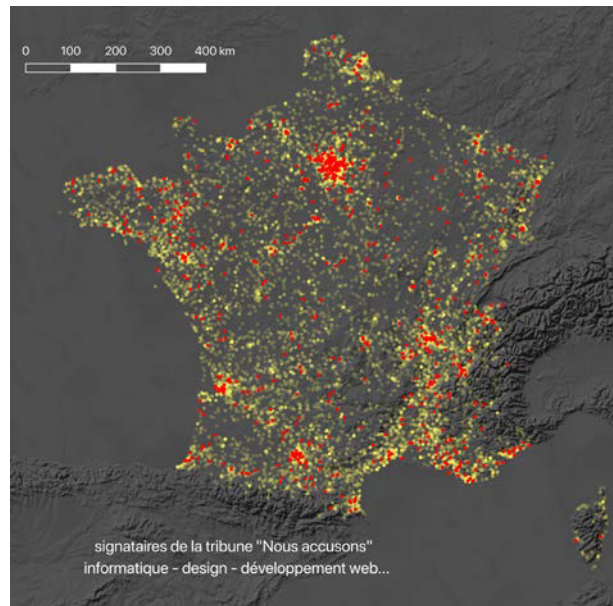 0 100 200 300 400 km
signataires de la tribune "Nous accusons"
informatique - design - développement web...